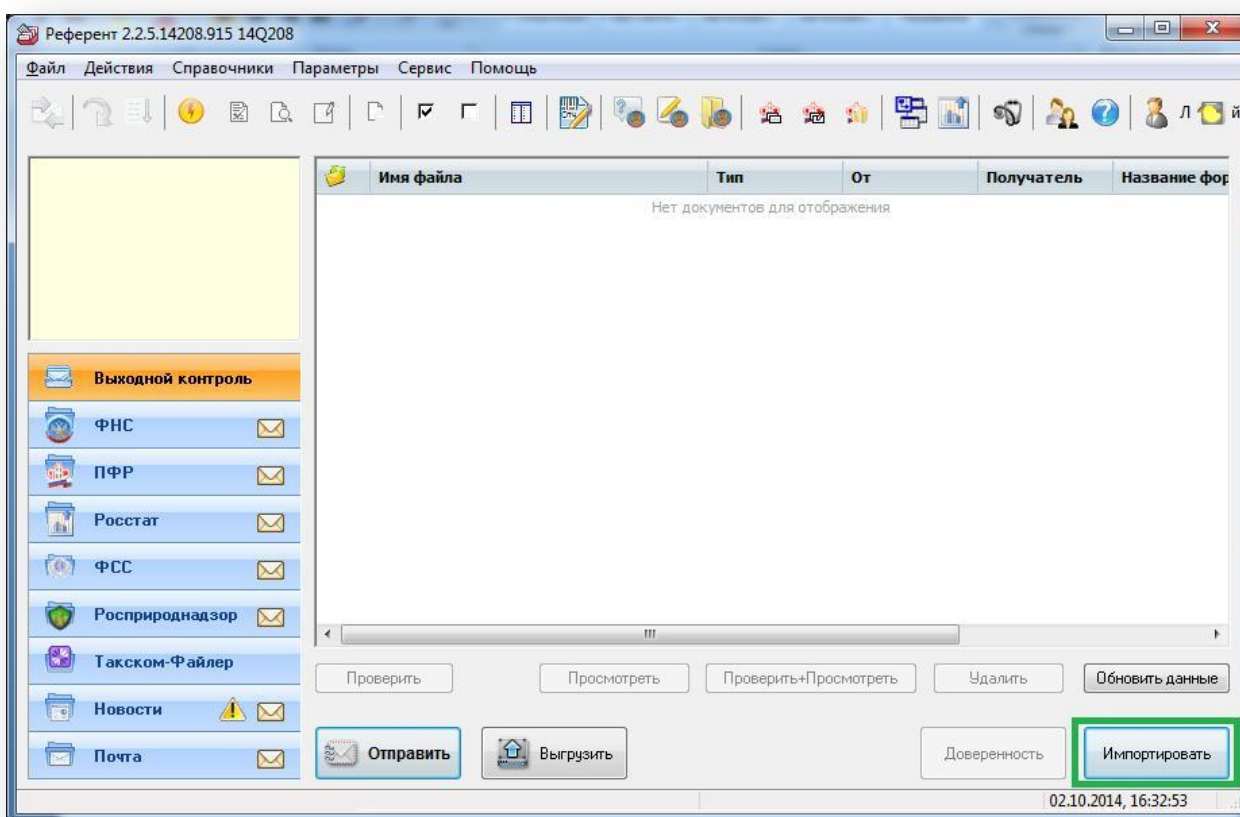 Референт 2.2.5.14208.915 14Q208
Файл Действия Справочники Параметры Сервис Помощь
Л й
Имя файла Тип От Получатель Название фор
Нет документов для отображения
Выходной контроль
ФНС
ПФР
Росстат
ФСС
Росприроднадзор
Такском-Файлер
Новости
Почта
Проверить Просмотреть Проверить+Просмотреть Удалить Обновить данные
Отправить Выгрузить Доверенность Импортировать
02.10.2014, 16:32:53